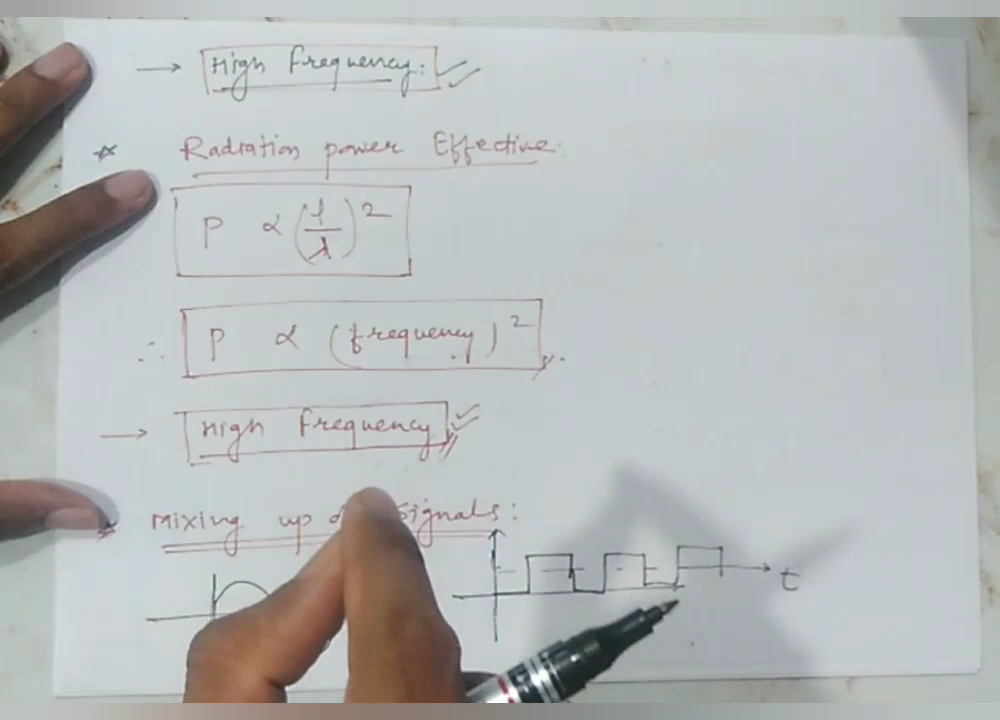 → High frequency:
* Radiation power Effective:
P ∝ (1/λ)²
∴ P ∝ (frequency)²
→ High frequency
* Mixing up signals:
t